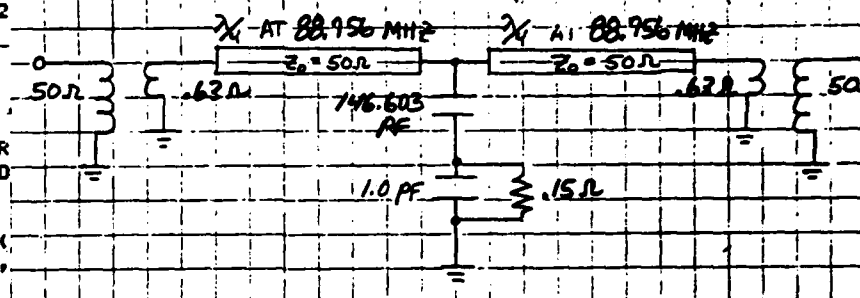 2
λ/4 AT 88.956 MHZ
λ/4 AT 88.956 MHZ
Z₀ = 50Ω
Z₀ = 50Ω
50Ω
.63Ω
.63Ω
50
146.603
PF
R
D
1.0 PF
.15Ω